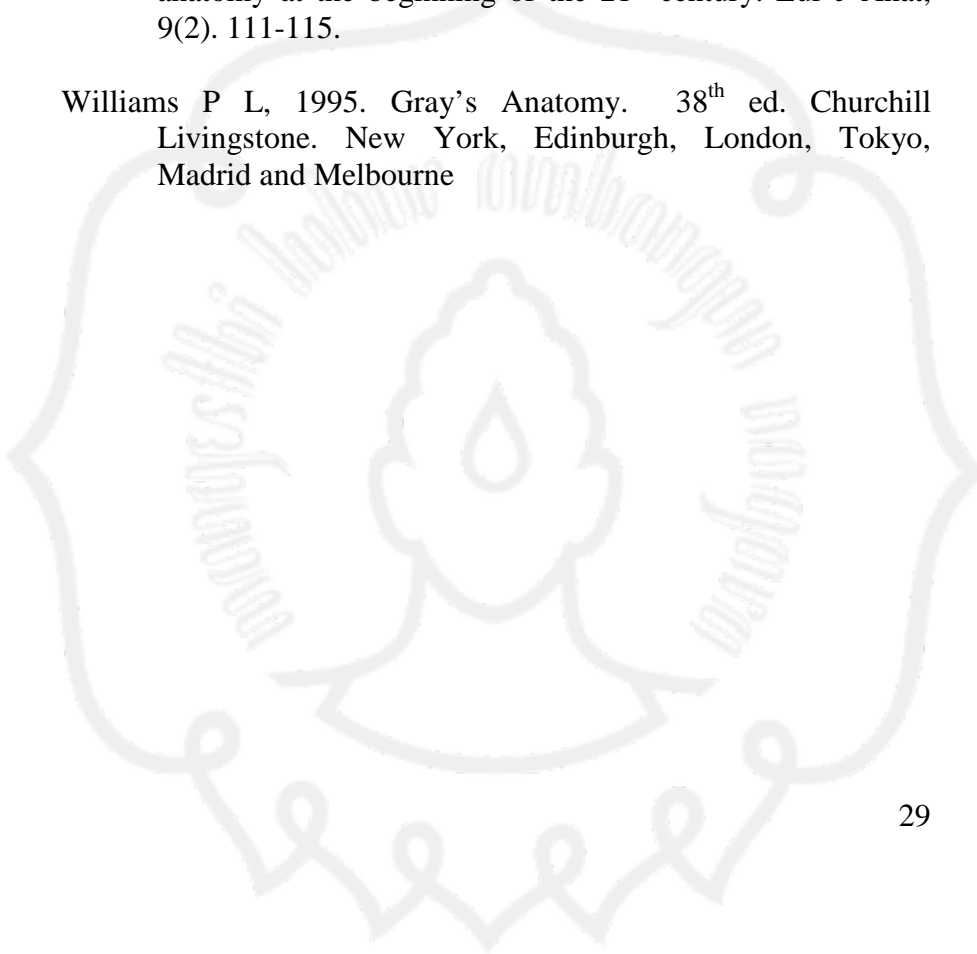 anatomy at the beginning of the 21st century. Eur J Anat,
9(2). 111-115.
Williams P L, 1995. Gray’s Anatomy. 38th ed. Churchill
Livingstone. New York, Edinburgh, London, Tokyo,
Madrid and Melbourne
29